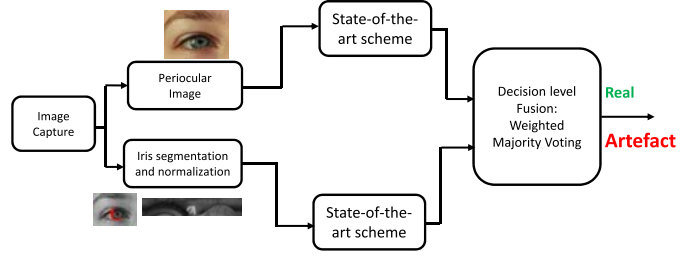 State-of-the-
art scheme
Periocular
Image
Image
Capture
Iris segmentation
and normalization
State-of-the-
art scheme
Decision level
Fusion:
Weighted
Majority Voting
Real
Artefact